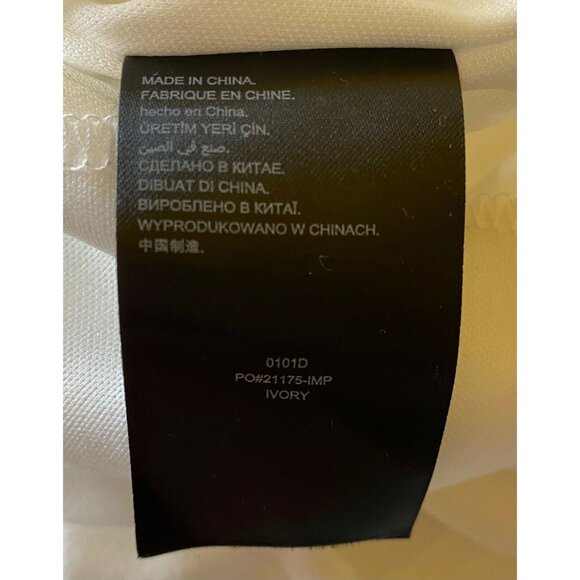 MADE IN CHINA.
FABRIQUE EN CHINE.
hecho en China.
ÜRETİM YERİ ÇİN.
صنع في الصين.
СДЕЛАНО В КИТАЕ.
DIBUAT DI CHINA.
ВИРОБЛЕНО В КИТАЇ.
WYPRODUKOWANO W CHINACH.
中国制造.
0101D
PO#21175-IMP
IVORY